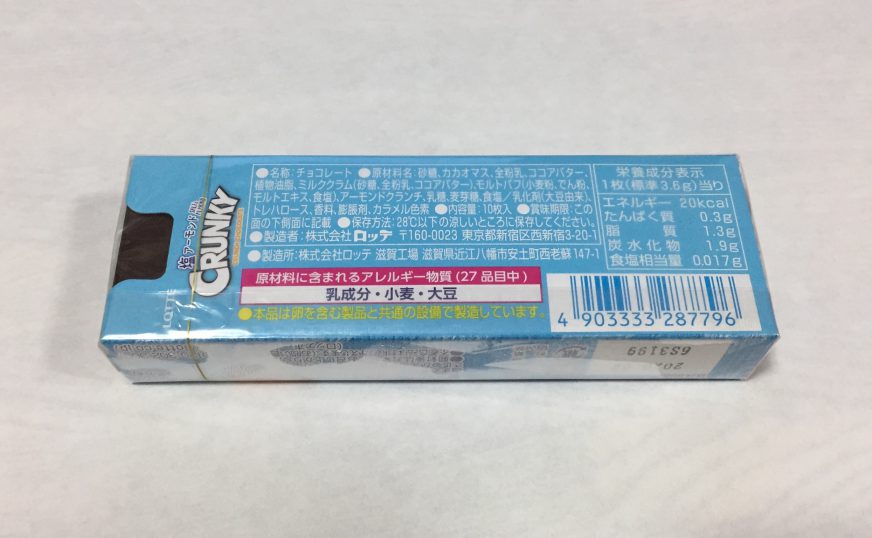 塩アーモンド
CRUNKY
LOT
●名称:チョコレート ●原材料名:砂糖、カカオマス、全粉乳、ココアバター、
植物油脂、ミルククラム(砂糖、全粉乳、ココアバター)、モルトパフ(小麦粉、でん粉、
モルトエキス、食塩)、アーモンドクランチ、乳糖、麦芽糖、食塩／乳化剤(大豆由来)、
トレハロース、香料、膨脹剤、カラメル色素 ●内容量:10枚入 ●賞味期限:この
面の下側面に記載 ●保存方法:28℃以下の涼しいところに保存してください。
●製造者:株式会社ロッテ 〒160-0023 東京都新宿区西新宿3-20-1
●製造所:株式会社ロッテ 滋賀工場 滋賀県近江八幡市安土町西老蘇147-1
原材料に含まれるアレルギー物質(27品目中)
乳成分・小麦・大豆
●本品は卵を含む製品と共通の設備で製造しています。
栄養成分表示
1枚(標準3.6g)当り
エネルギー 20kcal
たんぱく質 0.3g
脂質 1.3g
炭水化物 1.9g
食塩相当量 0.017g
4 903333 287796
6S3199